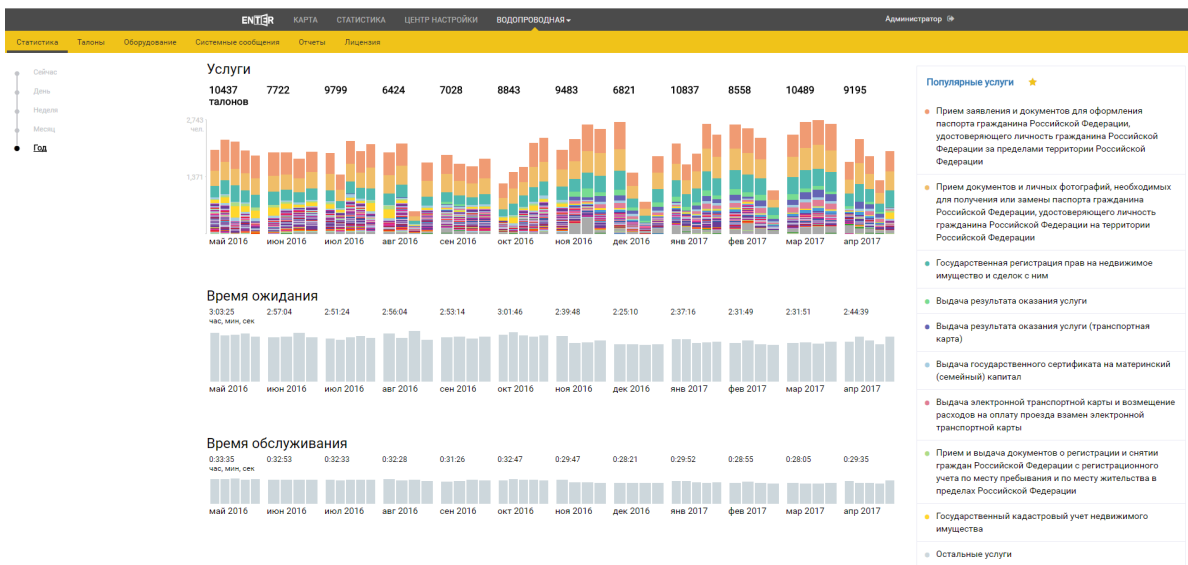 ENTER КАРТА СТАТИСТИКА ЦЕНТР НАСТРОЙКИ ВОДОПРОВОДНАЯ Администратор
Статистика Талоны Оборудование Системные сообщения Отчеты Лицензия
Сейчас
День
Неделя
Месяц
Год
Услуги
10437 7722 9799 6424 7028 8843 9483 6821 10837 8558 10489 9195
талонов
2,743
чел.
1,371
май 2016 июн 2016 июл 2016 авг 2016 сен 2016 окт 2016 ноя 2016 дек 2016 янв 2017 фев 2017 мар 2017 апр 2017
Время ожидания
3:03:25 2:57:04 2:51:24 2:56:04 2:53:14 3:01:46 2:39:48 2:25:10 2:37:16 2:31:49 2:31:51 2:44:39
час, мин, сек
май 2016 июн 2016 июл 2016 авг 2016 сен 2016 окт 2016 ноя 2016 дек 2016 янв 2017 фев 2017 мар 2017 апр 2017
Время обслуживания
0:33:35 0:32:53 0:32:33 0:32:28 0:31:26 0:32:47 0:29:47 0:28:21 0:29:52 0:28:55 0:28:05 0:29:35
час, мин, сек
май 2016 июн 2016 июл 2016 авг 2016 сен 2016 окт 2016 ноя 2016 дек 2016 янв 2017 фев 2017 мар 2017 апр 2017
Популярные услуги
Прием заявления и документов для оформления
паспорта гражданина Российской Федерации,
удостоверяющего личность гражданина Российской
Федерации за пределами территории Российской
Федерации
Прием документов и личных фотографий, необходимых
для получения или замены паспорта гражданина
Российской Федерации, удостоверяющего личность
гражданина Российской Федерации на территории
Российской Федерации
Государственная регистрация прав на недвижимое
имущество и сделок с ним
Выдача результата оказания услуги
Выдача результата оказания услуги (транспортная
карта)
Выдача государственного сертификата на материнский
(семейный) капитал
Выдача электронной транспортной карты и возмещение
расходов на оплату проезда взамен электронной
транспортной карты
Прием и выдача документов о регистрации и снятии
граждан Российской Федерации с регистрационного
учета по месту пребывания и по месту жительства в
пределах Российской Федерации
Государственный кадастровый учет недвижимого
имущества
Остальные услуги